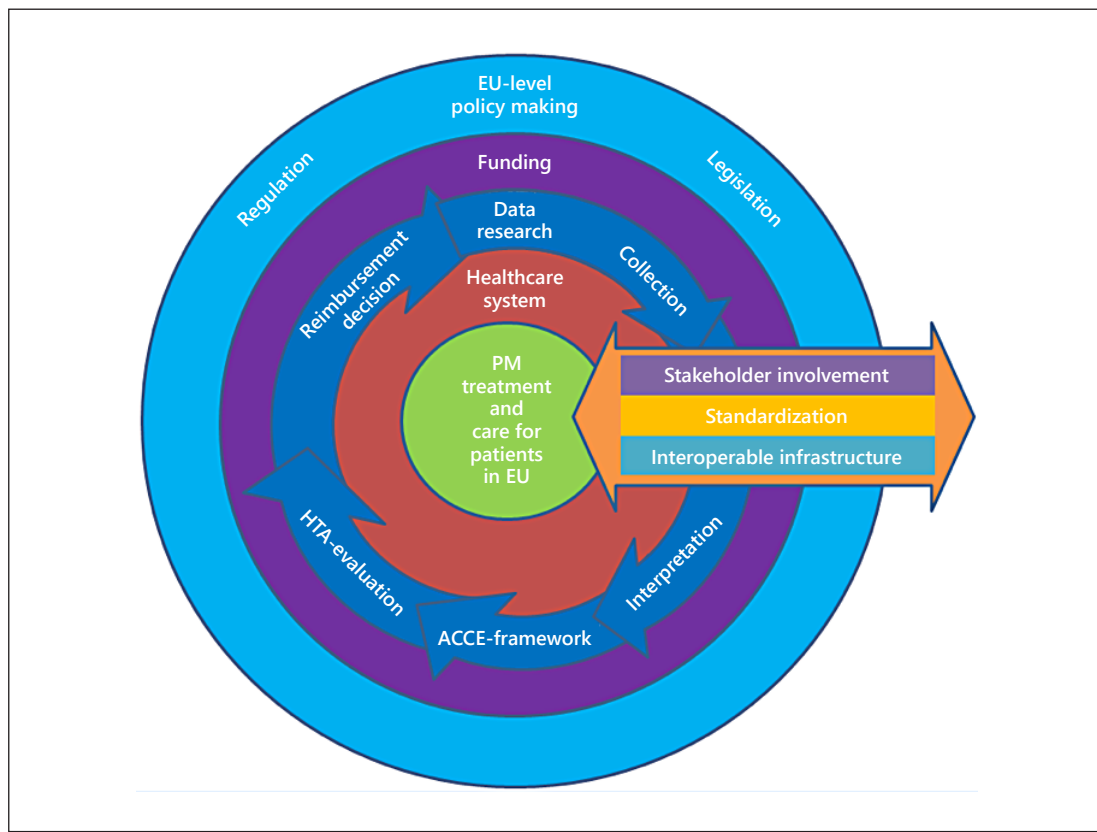 EU-level
policy making
Regulation
Legislation
Funding
Data
research
Collection
Reimbursement
decision
Healthcare
system
PM
treatment
and
care for
patients
in EU
Stakeholder involvement
Standardization
Interoperable infrastructure
Interpretation
HTA-evaluation
ACCE-framework